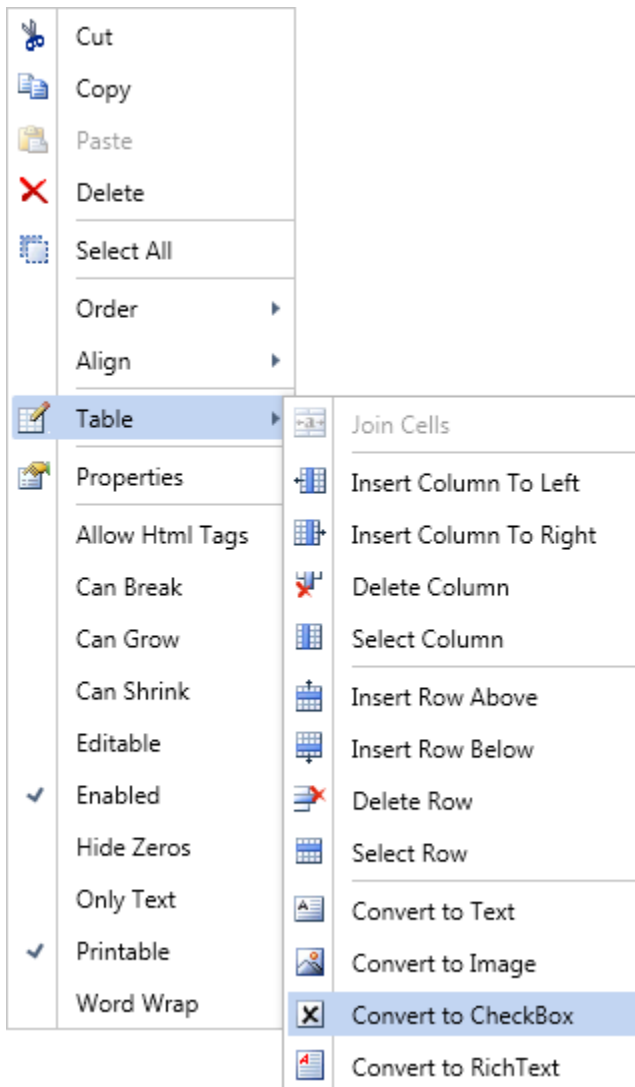 Cut
Copy
Paste
Delete
Select All
Order
Align
Table
Properties
Allow Html Tags
Can Break
Can Grow
Can Shrink
Editable
Enabled
Hide Zeros
Only Text
Printable
Word Wrap
Join Cells
Insert Column To Left
Insert Column To Right
Delete Column
Select Column
Insert Row Above
Insert Row Below
Delete Row
Select Row
Convert to Text
Convert to Image
Convert to CheckBox
Convert to RichText